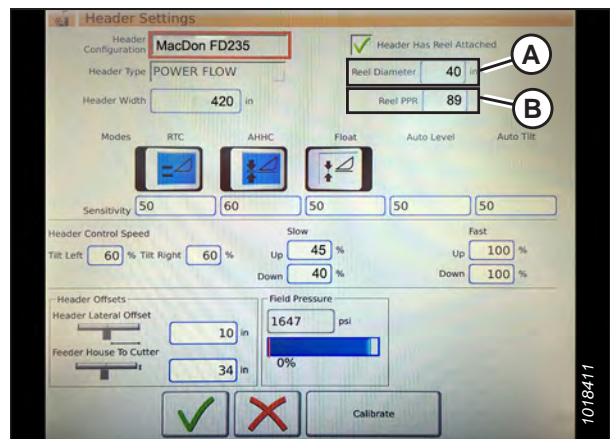 Header Settings
Header Configuration MacDon FD235
Header Has Reel Attached
A
Header Type POWER FLOW
Reel Diameter 40 in
Header Width 420 in
Reel PPR 89
B
Modes RTC AHHC Float Auto Level Auto Tilt
Sensitivity 50 60 50 50 50
Header Control Speed
Slow Fast
Tilt Left 60 % Tilt Right 60 % Up 45 % Up 100 %
Down 40 % Down 100 %
Header Offsets Field Pressure
Header Lateral Offset
10 in
1647 psi
Feeder House To Cutter
34 in
0%
Calibrate
1018411